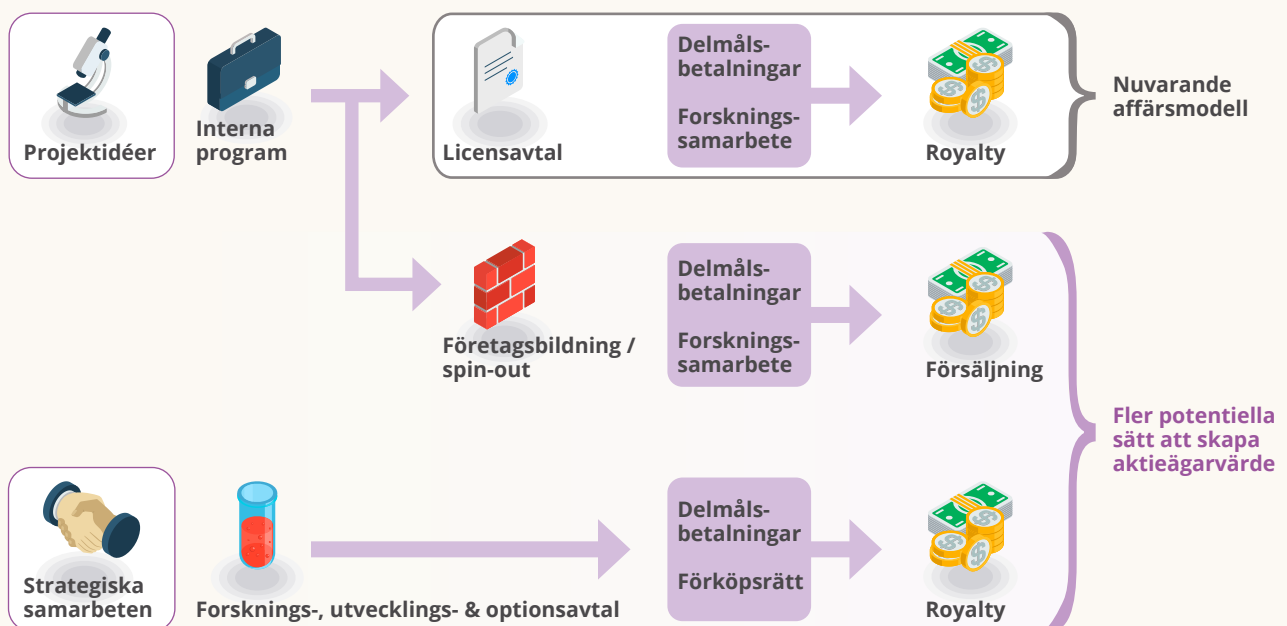 Projektidéer
Interna
program
Licensavtal
Delmåls-
betalningar
Forsknings-
samarbete
Royalty
Nuvarande
affärsmodell
Företagsbildning /
spin-out
Delmåls-
betalningar
Forsknings-
samarbete
Försäljning
Fler potentiella
sätt att skapa
aktieägarvärde
Strategiska
samarbeten
Forsknings-, utvecklings- & optionsavtal
Delmåls-
betalningar
Förköpsrätt
Royalty